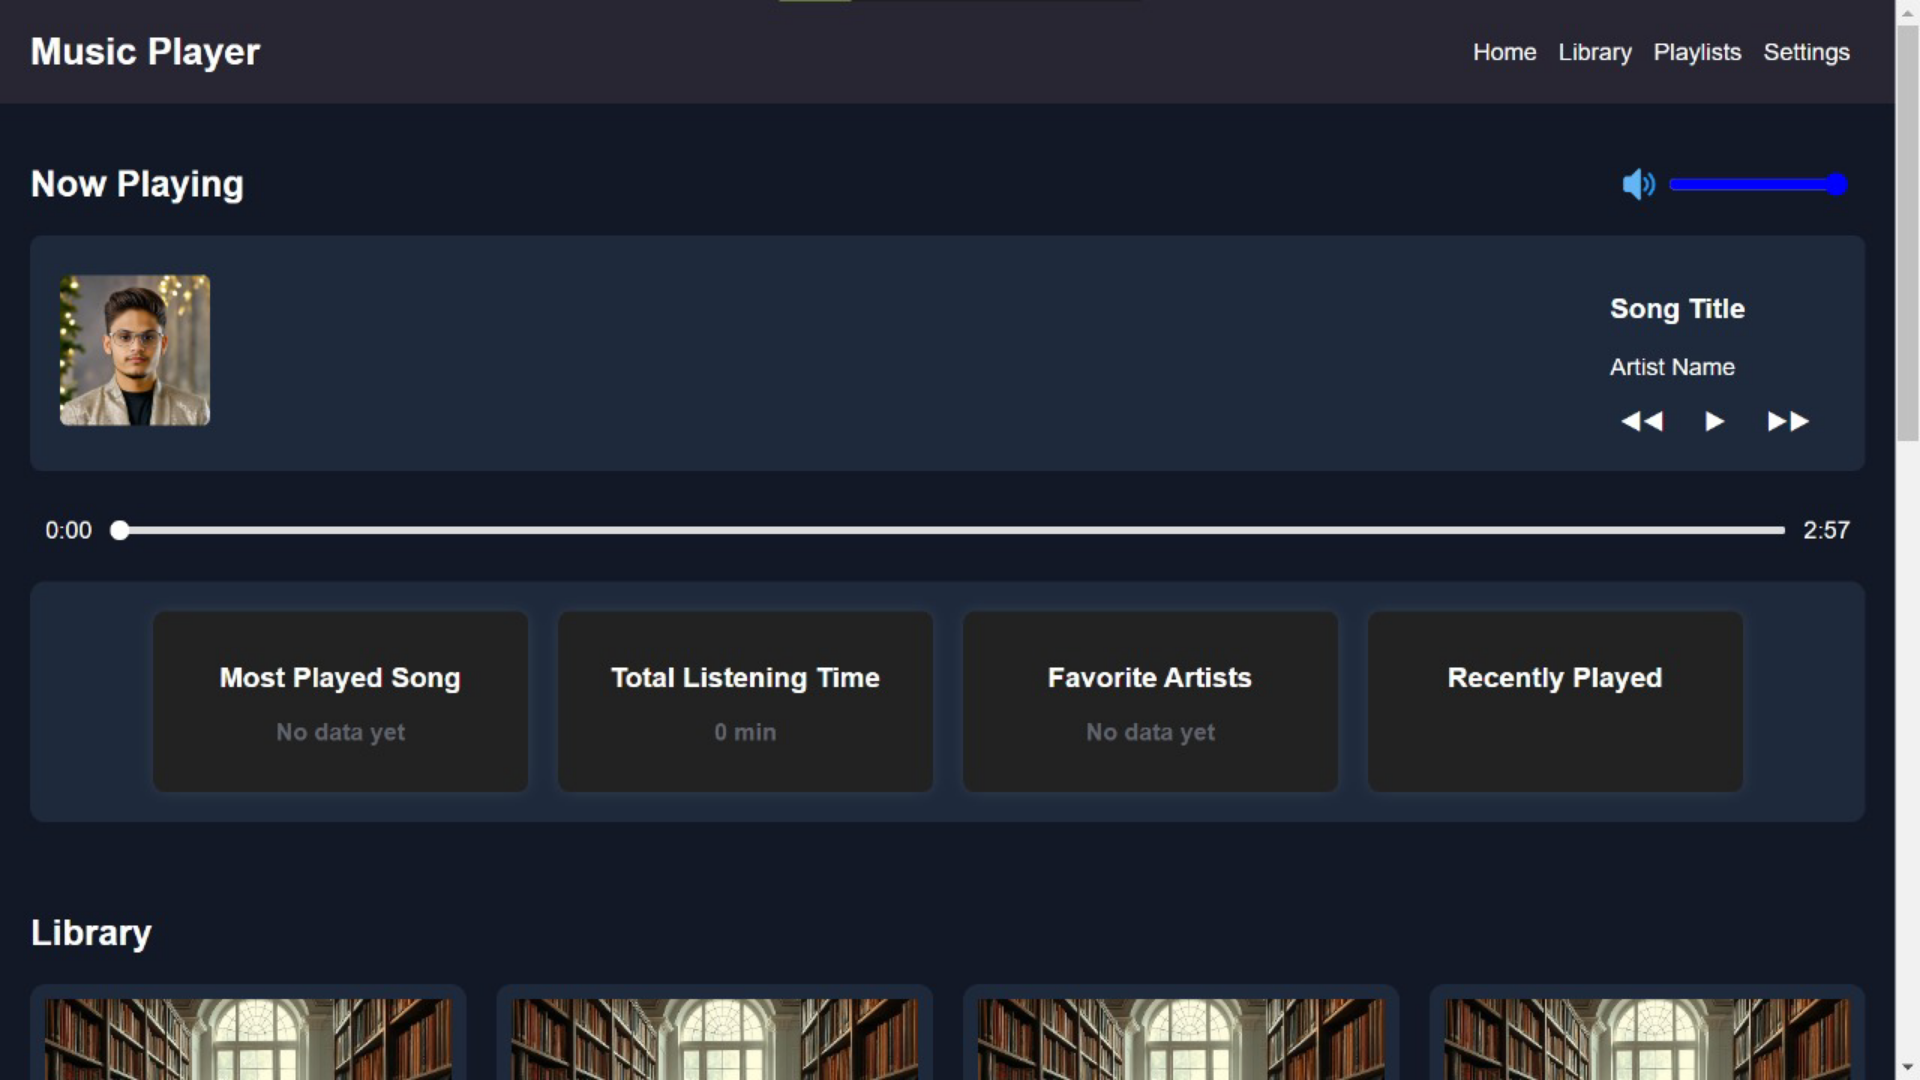 Music Player
Home Library Playlists Settings
Now Playing
Song Title
Artist Name
0:00
2:57
Most Played Song
No data yet
Total Listening Time
0 min
Favorite Artists
No data yet
Recently Played
Library